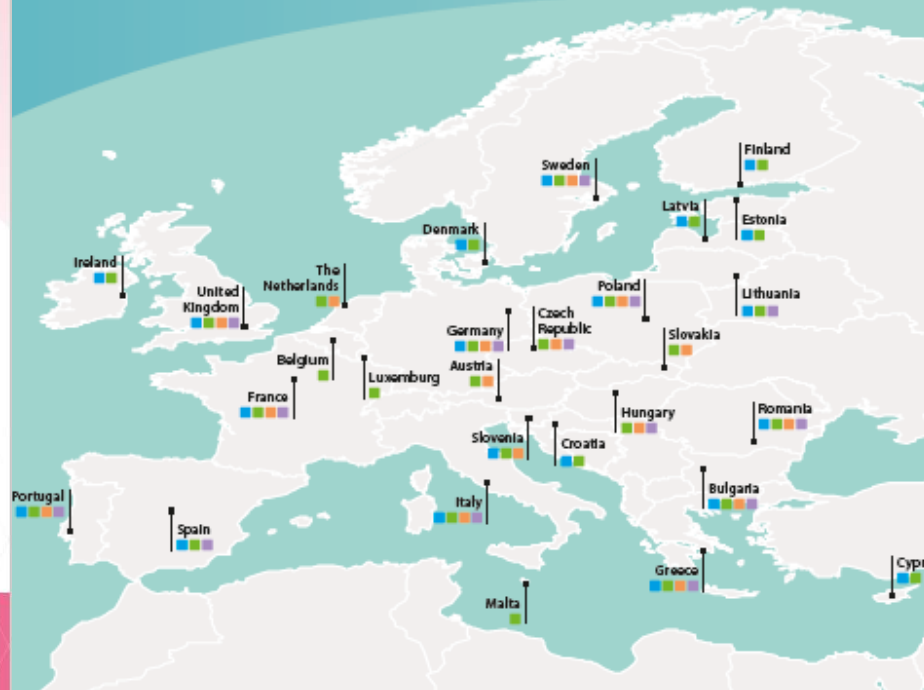 Finland
Sweden
Latvia
Estonia
Denmark
Ireland
The
Netherlands
United
Kingdom
Poland
Lithuania
Czech
Republic
Germany
Slovakia
Belgium
Austria
Luxemburg
France
Romania
Hungary
Slovenia
Croatia
Portugal
Bulgaria
Italy
Spain
Greece
Cypr
Malta